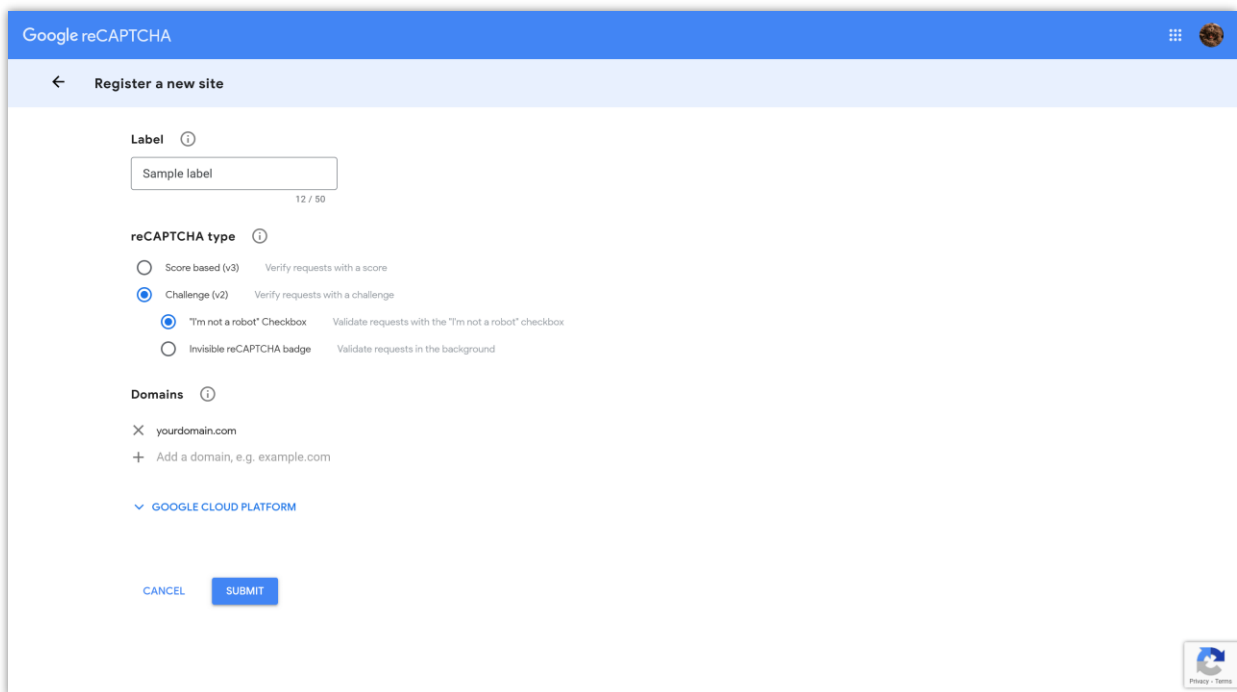 Google reCAPTCHA
Register a new site
Label
Sample label
12 / 50
reCAPTCHA type
Score based (v3) Verify requests with a score
Challenge (v2) Verify requests with a challenge
"I'm not a robot" Checkbox Validate requests with the "I'm not a robot" checkbox
Invisible reCAPTCHA badge Validate requests in the background
Domains
yourdomain.com
Add a domain, e.g. example.com
GOOGLE CLOUD PLATFORM
CANCEL SUBMIT
Privacy - Terms